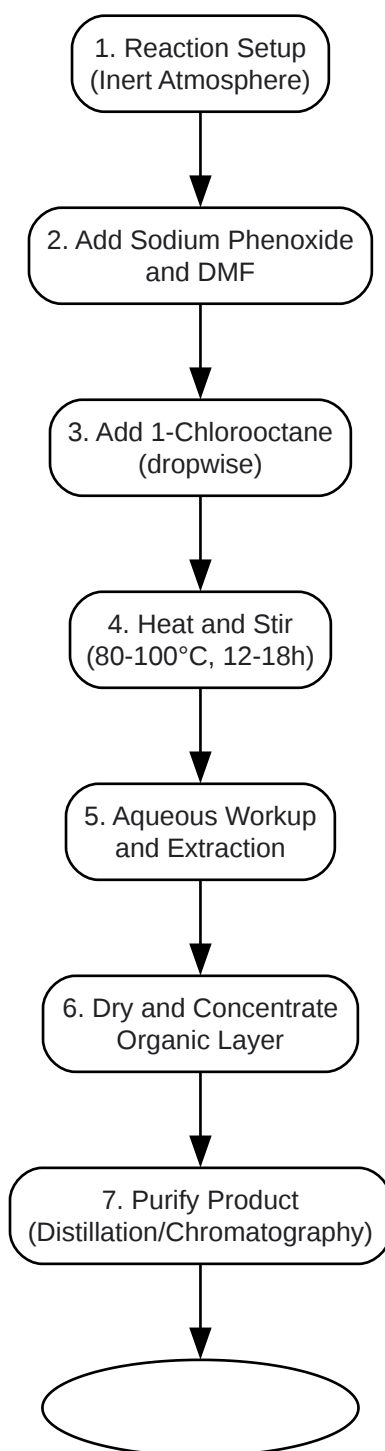 1. Reaction Setup
(Inert Atmosphere)
2. Add Sodium Phenoxide
and DMF
3. Add 1-Chlorooctane
(dropwise)
4. Heat and Stir
(80-100°C, 12-18h)
5. Aqueous Workup
and Extraction
6. Dry and Concentrate
Organic Layer
7. Purify Product
(Distillation/Chromatography)